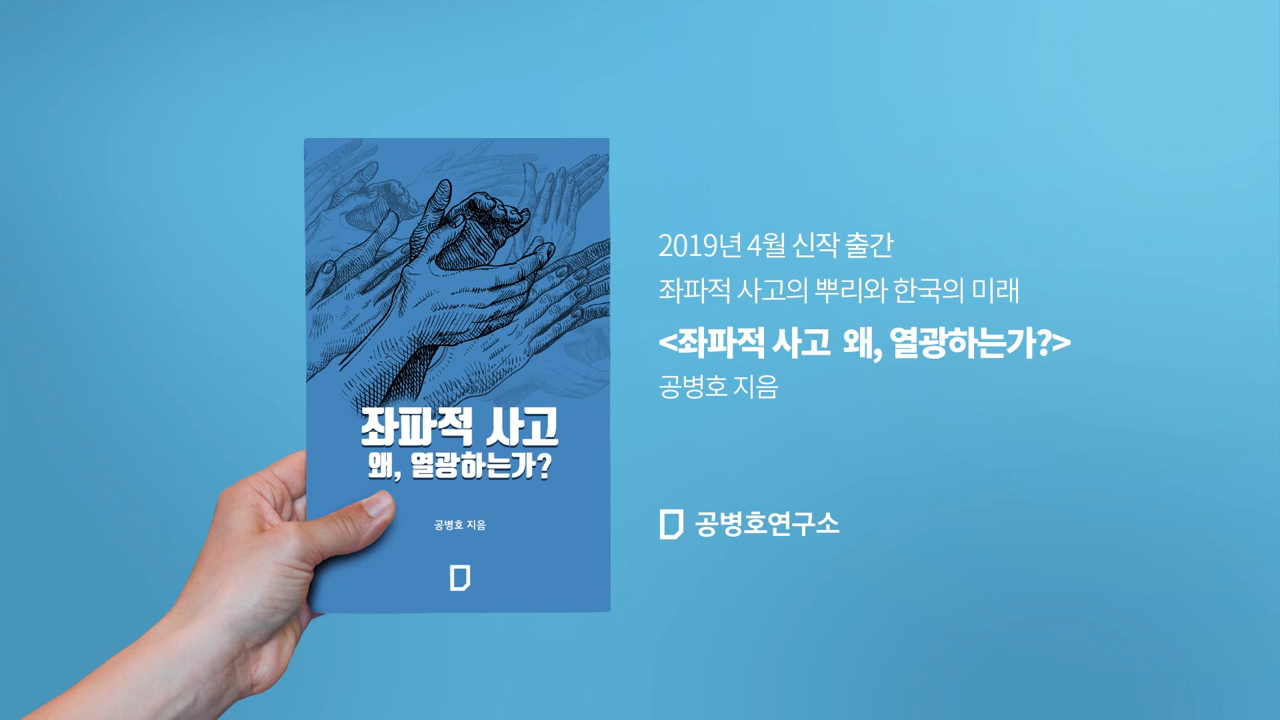 좌파적 사고
왜, 열광하는가?
공병호 지음
2019년 4월 신작 출간
좌파적 사고의 뿌리와 한국의 미래
<좌파적 사고 왜, 열광하는가?>
공병호 지음
공병호연구소